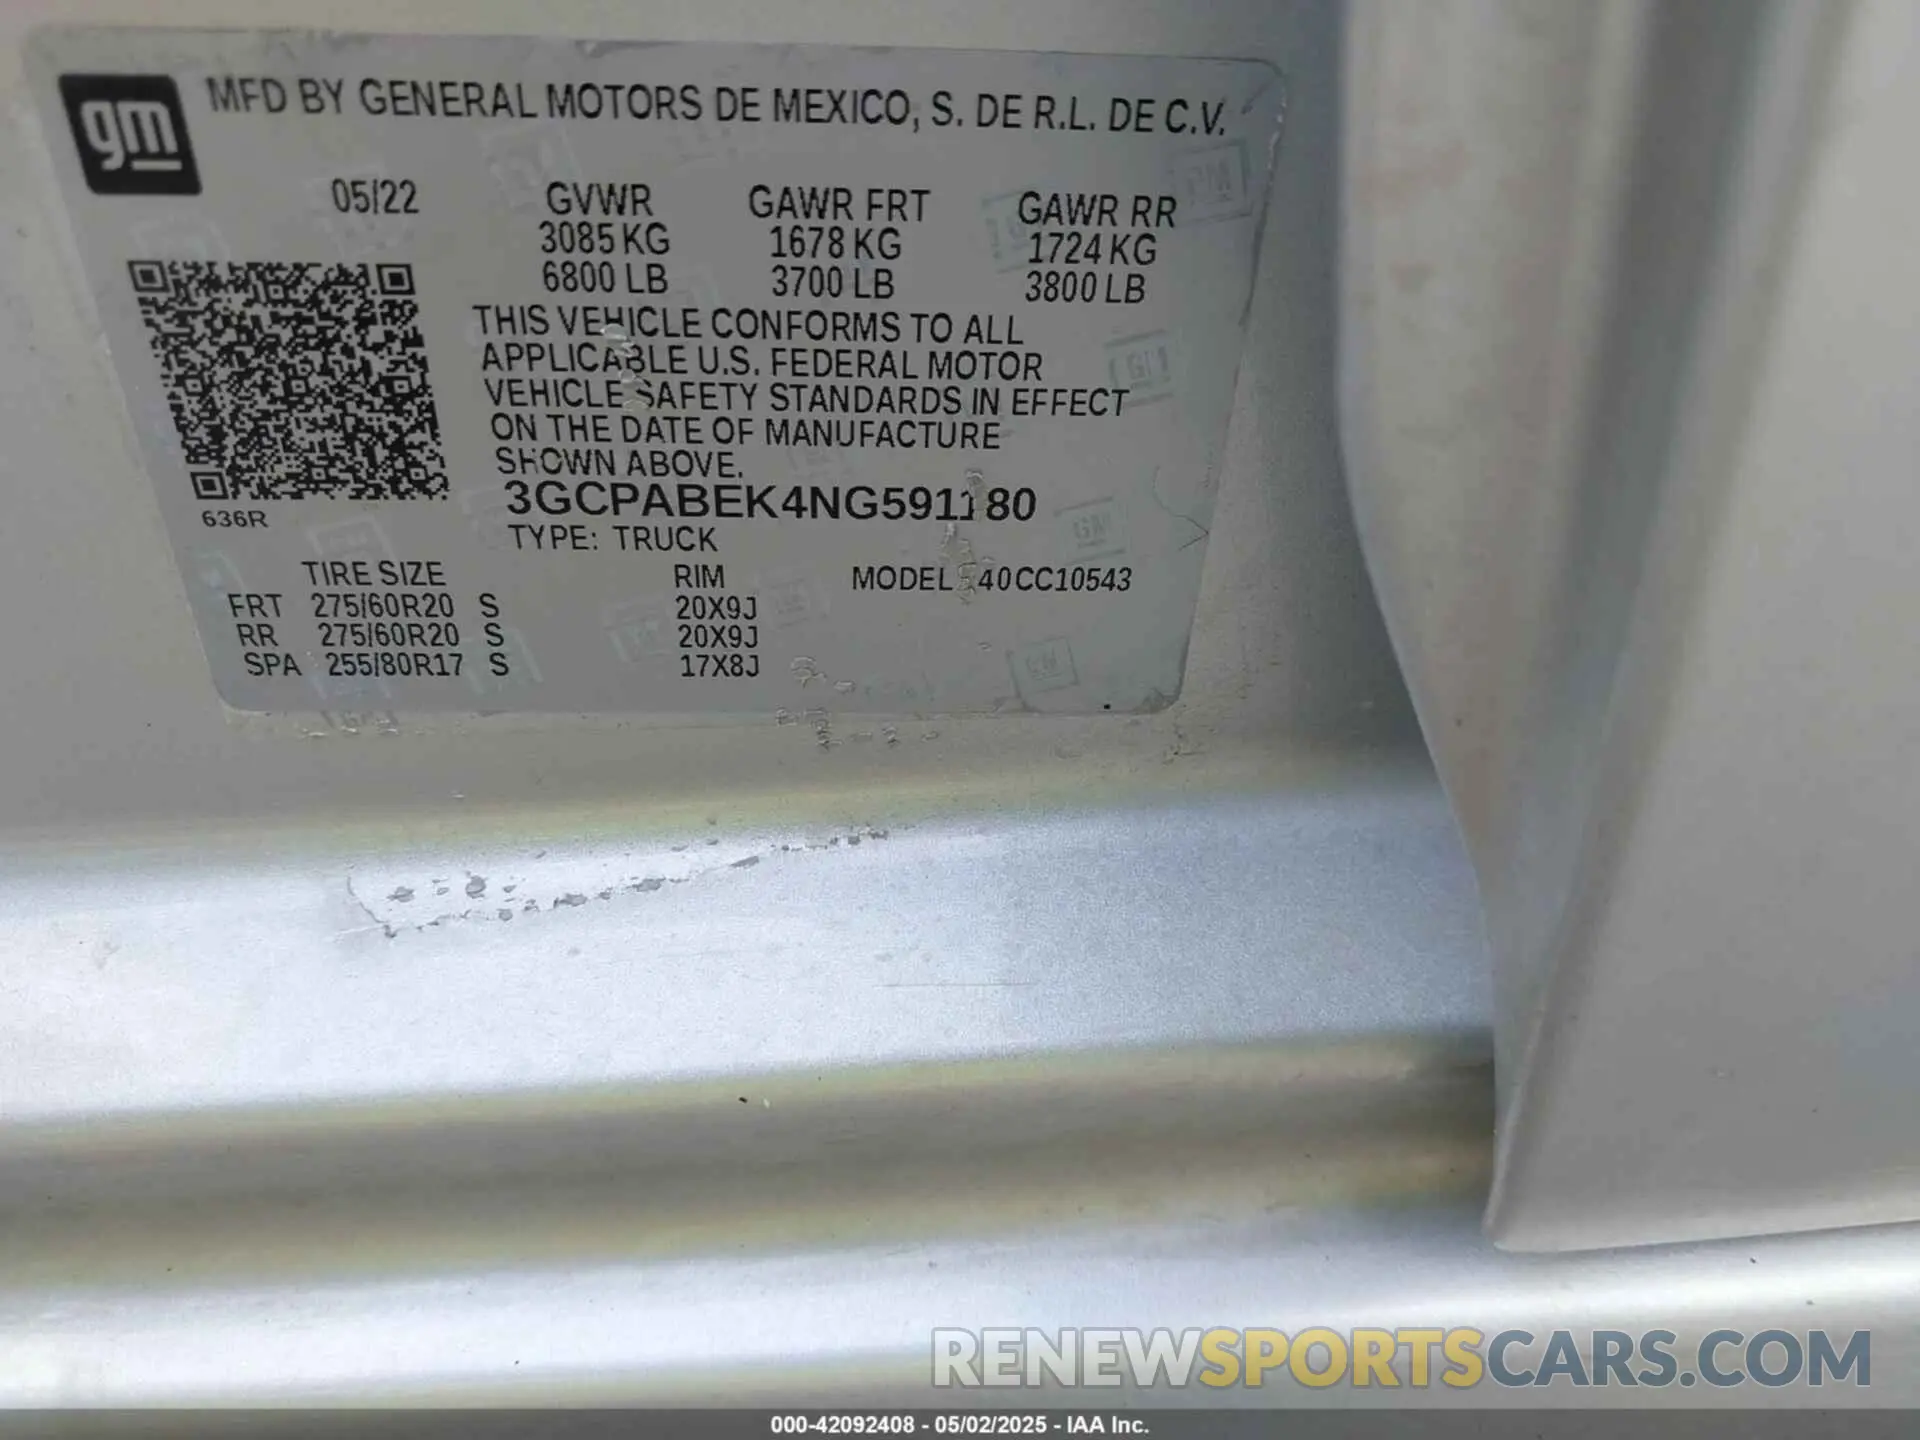 gm
MFD BY GENERAL MOTORS DE MEXICO, S. DE R.L. DE C.V.
05/22 GVWR GAWR FRT GAWR RR
3085 KG 1678 KG 1724 KG
6800 LB 3700 LB 3800 LB
THIS VEHICLE CONFORMS TO ALL
APPLICABLE U.S. FEDERAL MOTOR
VEHICLE SAFETY STANDARDS IN EFFECT
ON THE DATE OF MANUFACTURE
SHOWN ABOVE.
3GCPABEK4NG591180
636R
TYPE: TRUCK
TIRE SIZE RIM MODEL 40CC10543
FRT 275/60R20 S 20X9J
RR 275/60R20 S 20X9J
SPA 255/80R17 S 17X8J
RENEWSPORTSCARS.COM
000-42092408 - 05/02/2025 - IAA Inc.